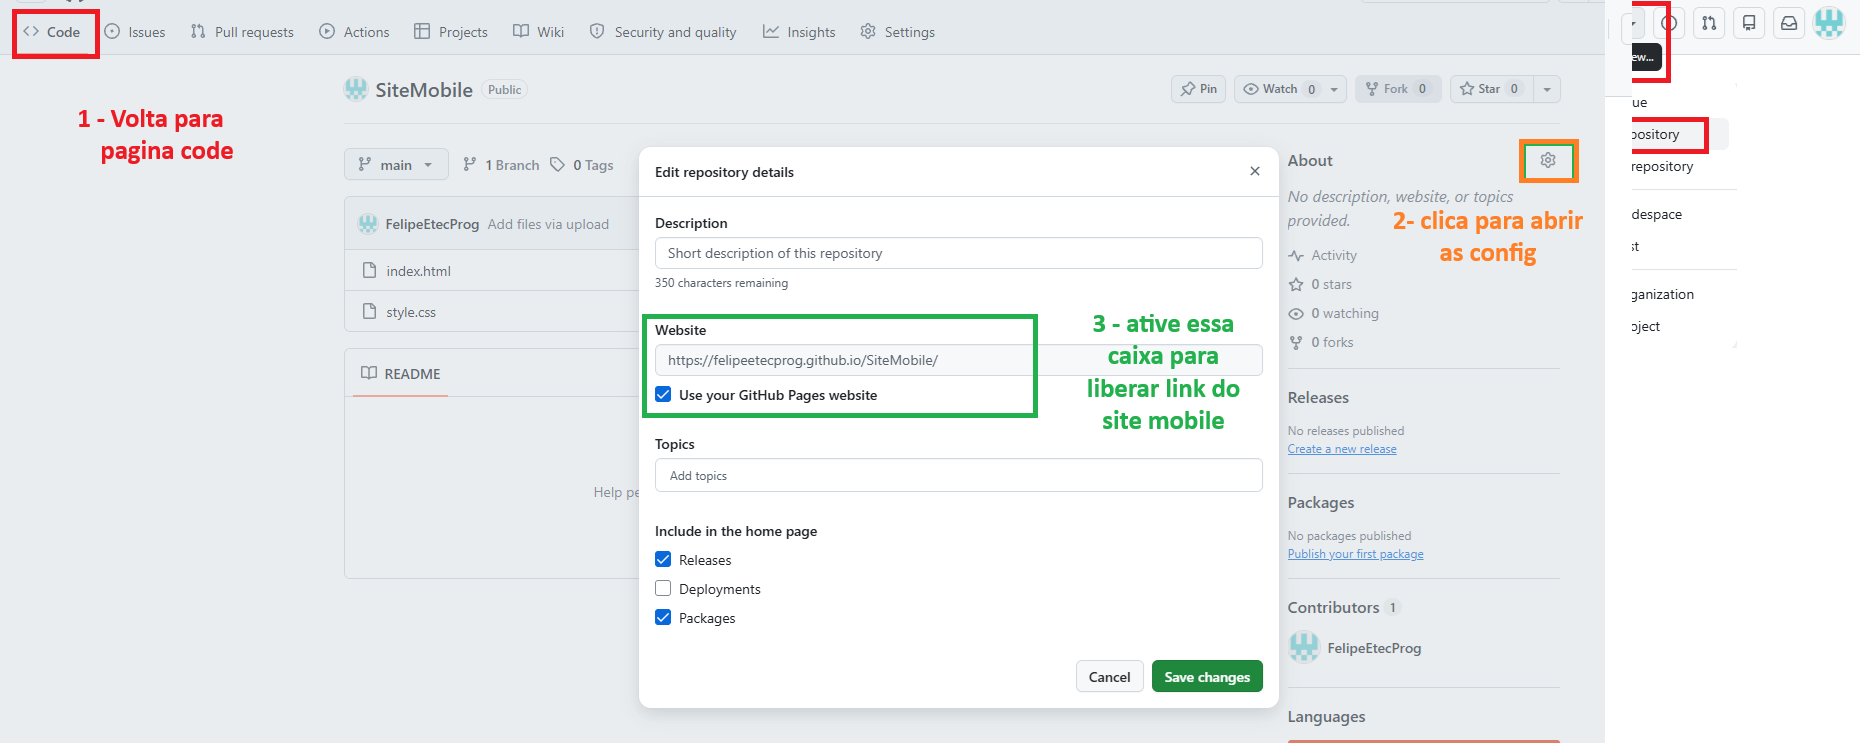 Code
Issues
Pull requests
Actions
Projects
Wiki
Security and quality
Insights
Settings
SiteMobile
Public
Pin
Watch 0
Fork 0
Star 0
1 - Volta para
pagina code
main
1 Branch
0 Tags
FelipeEtecProg Add files via upload
index.html
style.css
README
Help
Edit repository details
Description
Short description of this repository
350 characters remaining
Website
https://felipeetecprog.github.io/SiteMobile/
Use your GitHub Pages website
3 - ative essa
caixa para
liberar link do
site mobile
Topics
Add topics
Include in the home page
Releases
Deployments
Packages
Cancel
Save changes
About
No description, website, or topics
provided.
2- clica para abrir
as config
Activity
0 stars
0 watching
0 forks
Releases
No releases published
Create a new release
Packages
No packages published
Publish your first package
Contributors 1
FelipeEtecProg
Languages
ew...
ue
pository
repository
despace
st
ganization
oject